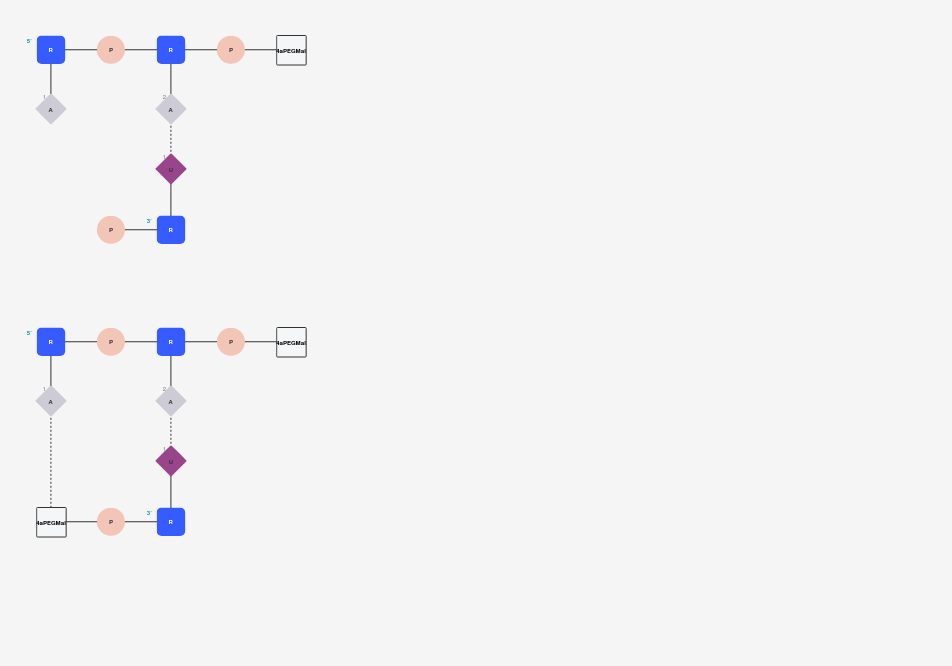 5'
R P R P 4aPEGMal
1 2
A A
1
U
3'
P R
5'
R P R P 4aPEGMal
1 2
A A
1
U
3'
4aPEGMal P R